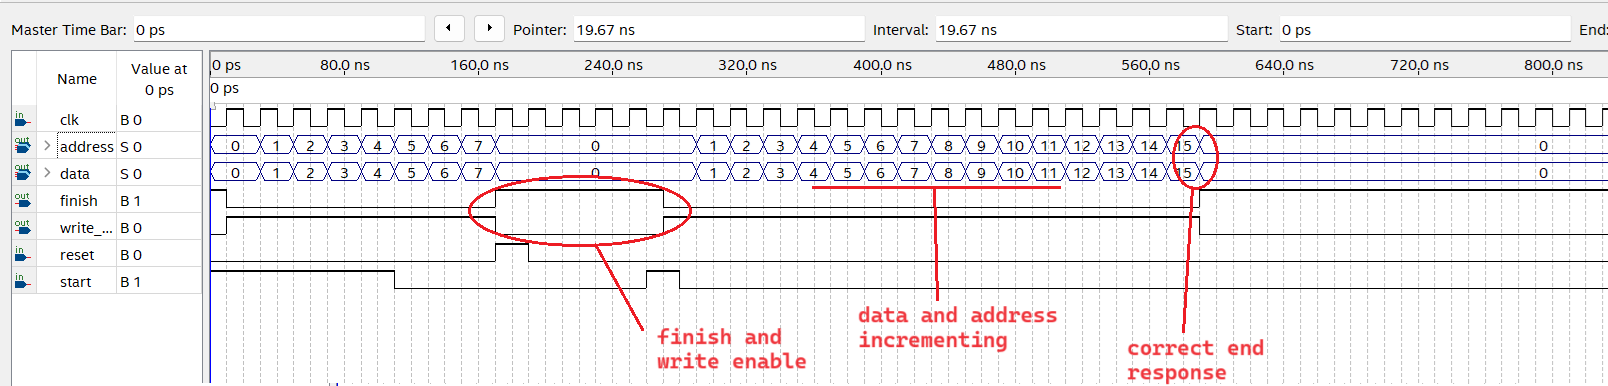 Master Time Bar: 0 ps Pointer: 19.67 ns Interval: 19.67 ns Start: 0 ps End:
Name Value at 0 ps
0 ps 80.0 ns 160.0 ns 240.0 ns 320.0 ns 400.0 ns 480.0 ns 560.0 ns 640.0 ns 720.0 ns 800.0 ns
0 ps
in clk B 0
out address S 0 0 1 2 3 4 5 6 7 0 1 2 3 4 5 6 7 8 9 10 11 12 13 14 15 0
out data S 0 0 1 2 3 4 5 6 7 0 1 2 3 4 5 6 7 8 9 10 11 12 13 14 15 0
out finish B 1
out write_... B 0
in reset B 0
in start B 1
finish and
write enable
data and address
incrementing
correct end
response